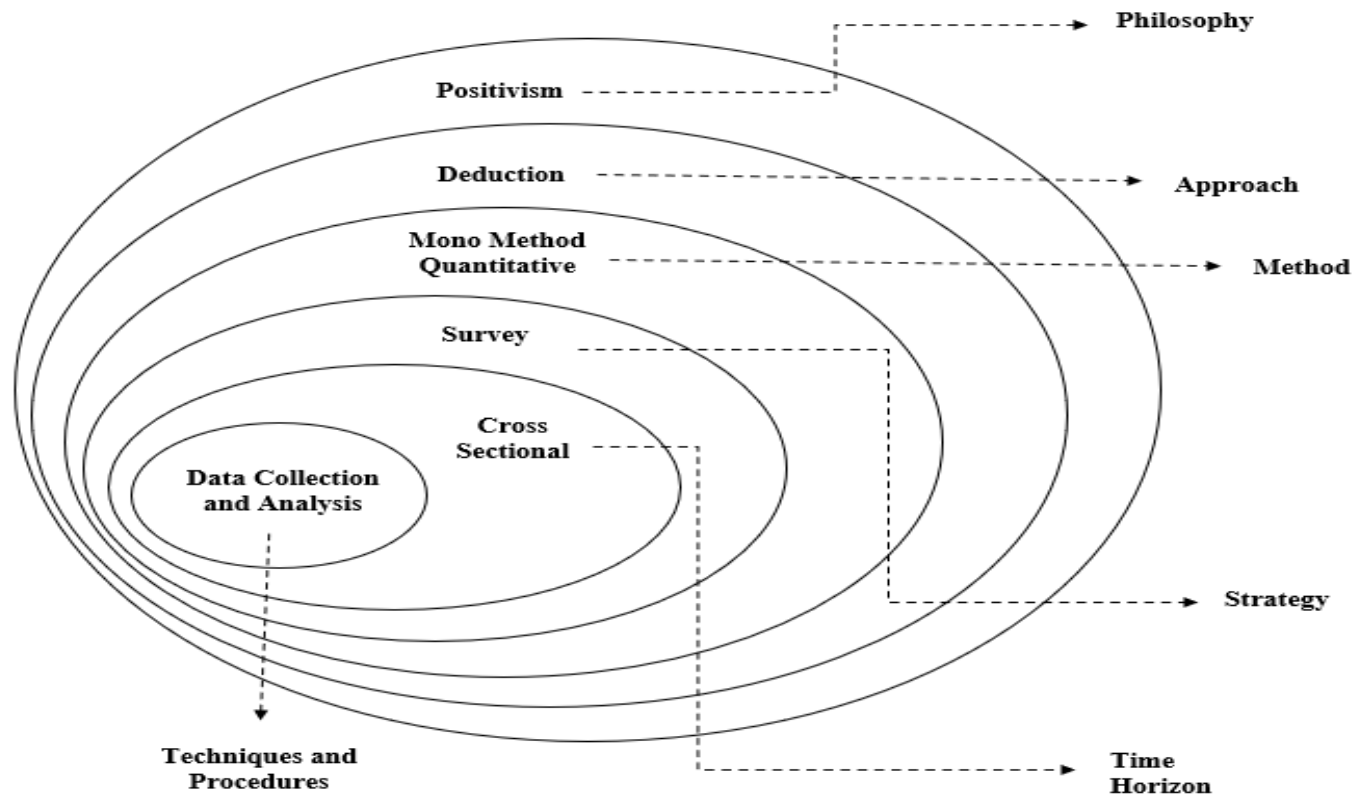 Philosophy
Positivism
Deduction
Approach
Mono Method
Quantitative
Method
Survey
Cross
Sectional
Data Collection
and Analysis
Strategy
Techniques and
Procedures
Time
Horizon